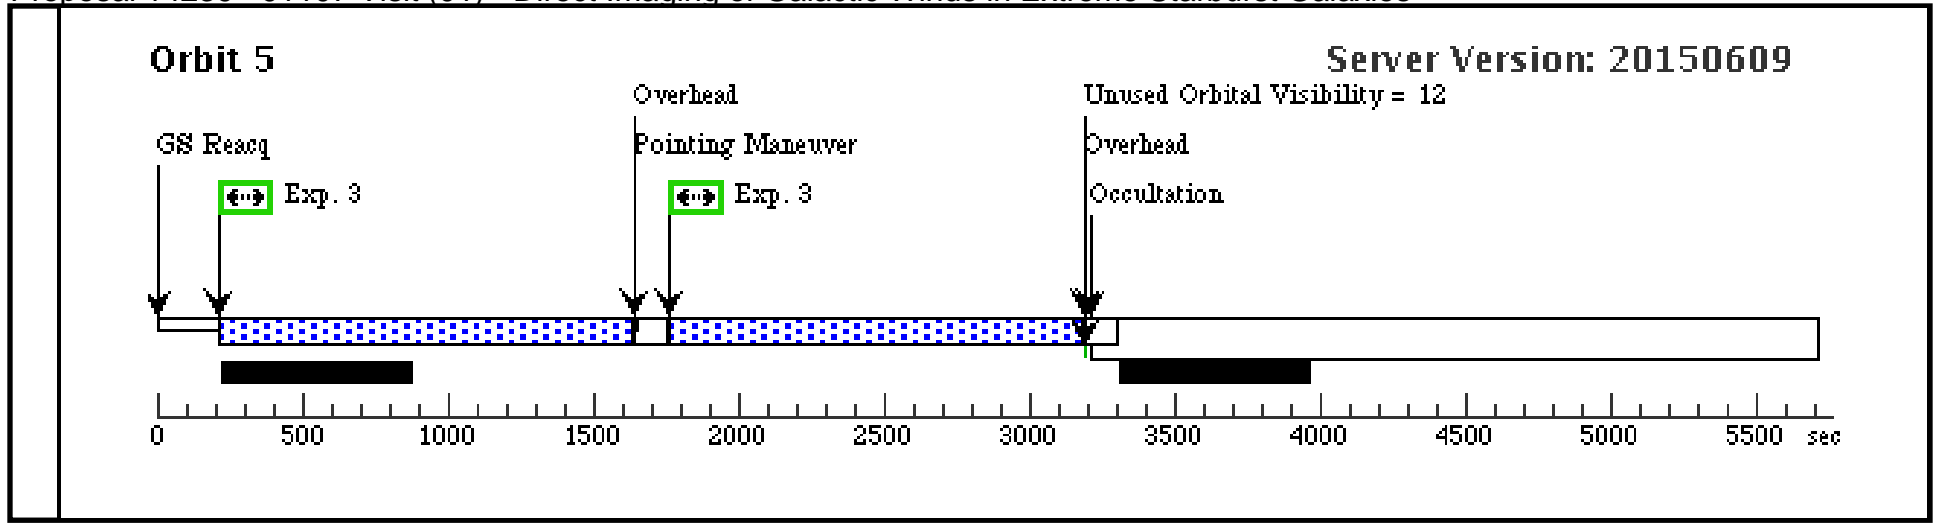 Orbit 5
Server Version: 20150609
Overhead
Unused Orbital Visibility = 12
GS Reacq
Pointing Maneuver
Overhead
Exp. 3
Exp. 3
Occultation
0 500 1000 1500 2000 2500 3000 3500 4000 4500 5000 5500 sec